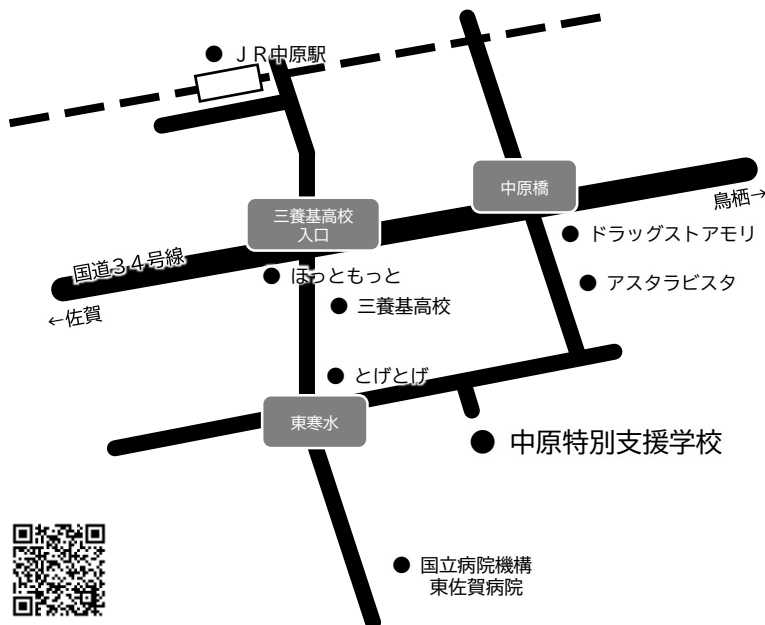 ＪＲ中原駅
中原橋
鳥栖→
三養基高校
入口
ドラッグストアモリ
国道３４号線
ほっともっと
アスタラビスタ
三養基高校
←佐賀
とげとげ
東寒水
中原特別支援学校
国立病院機構
東佐賀病院